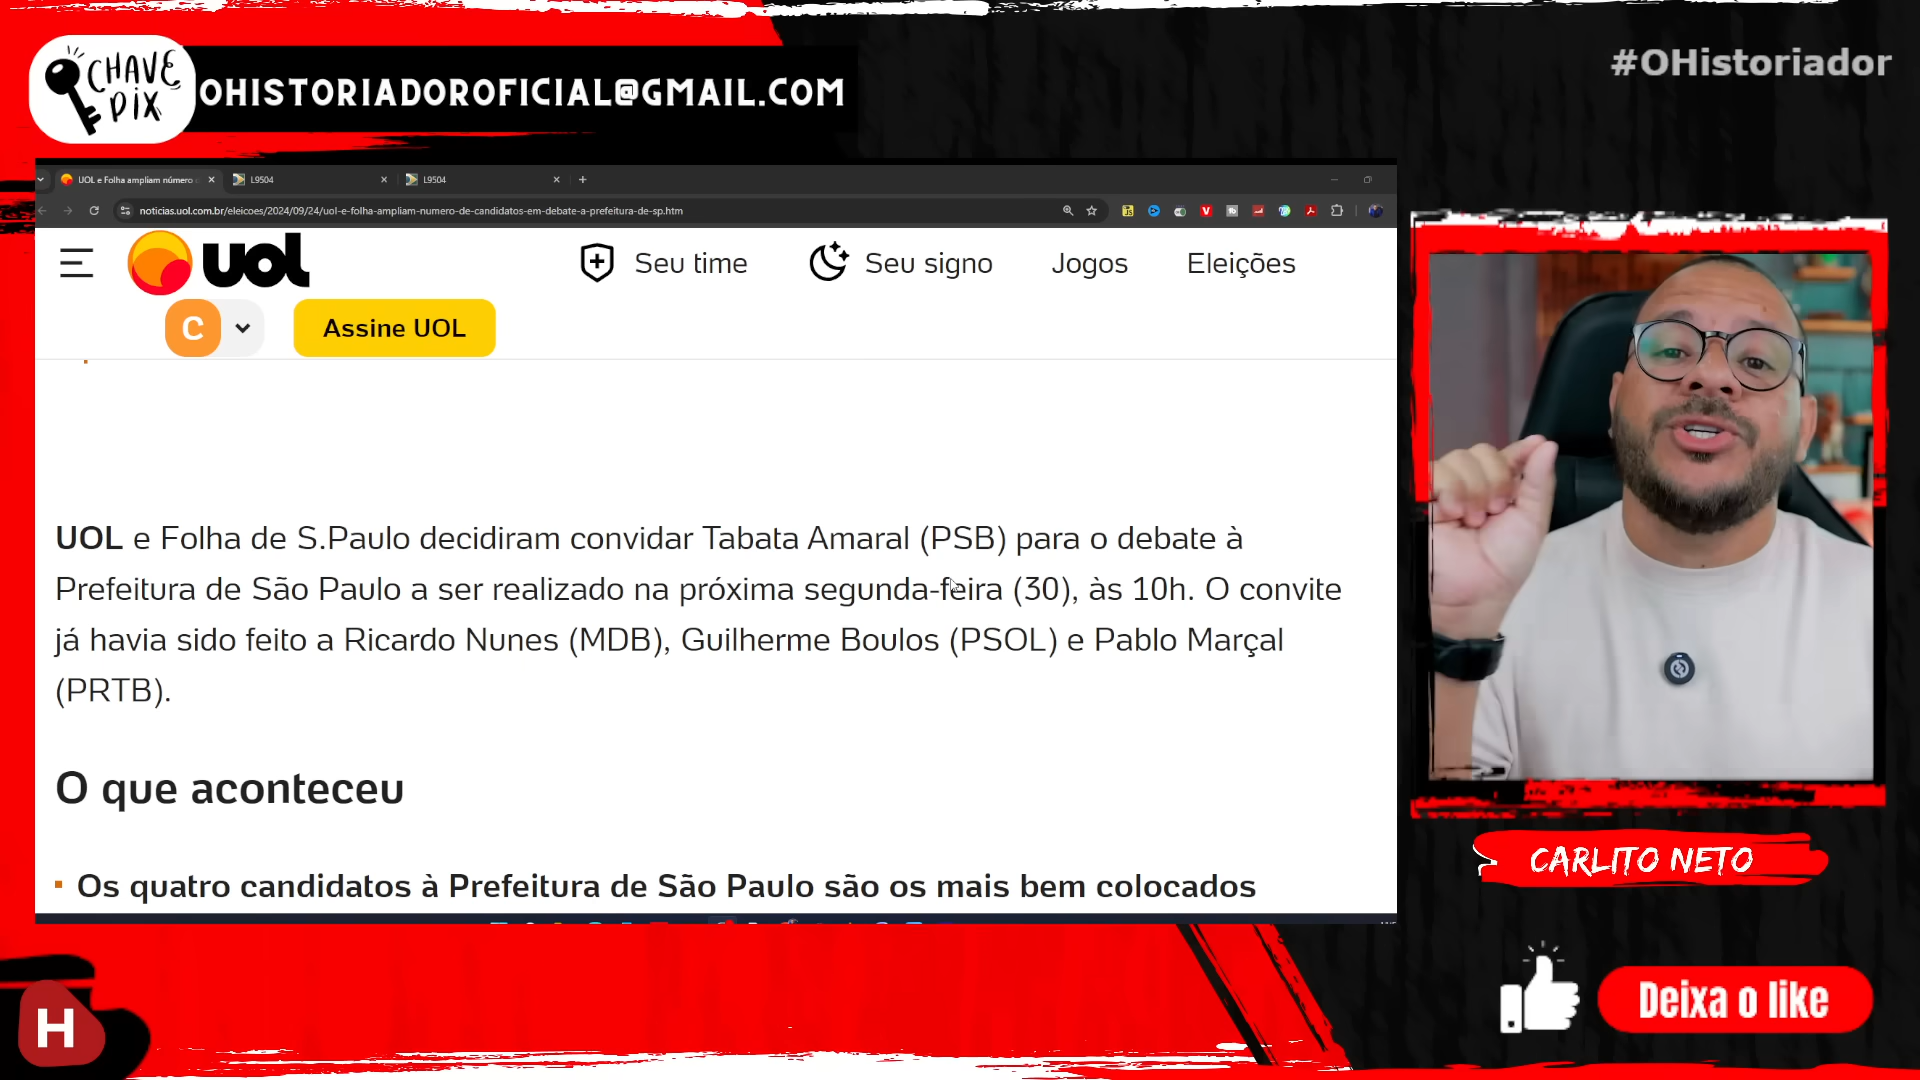 CHAVE PIX
OHISTORIADOROFICIAL@GMAIL.COM
#OHistoriador
UOL e Folha ampliam número
L9504
L9504
noticias.uol.com.br/eleicoes/2024/09/24/uol-e-folha-ampliam-numero-de-candidatos-em-debate-a-prefeitura-de-sp.htm
uol
Seu time
Seu signo
Jogos
Eleições
C
Assine UOL
UOL e Folha de S.Paulo decidiram convidar Tabata Amaral (PSB) para o debate à
Prefeitura de São Paulo a ser realizado na próxima segunda-feira (30), às 10h. O convite
já havia sido feito a Ricardo Nunes (MDB), Guilherme Boulos (PSOL) e Pablo Marçal
(PRTB).
O que aconteceu
Os quatro candidatos à Prefeitura de São Paulo são os mais bem colocados
CARLITO NETO
Deixa o like
H